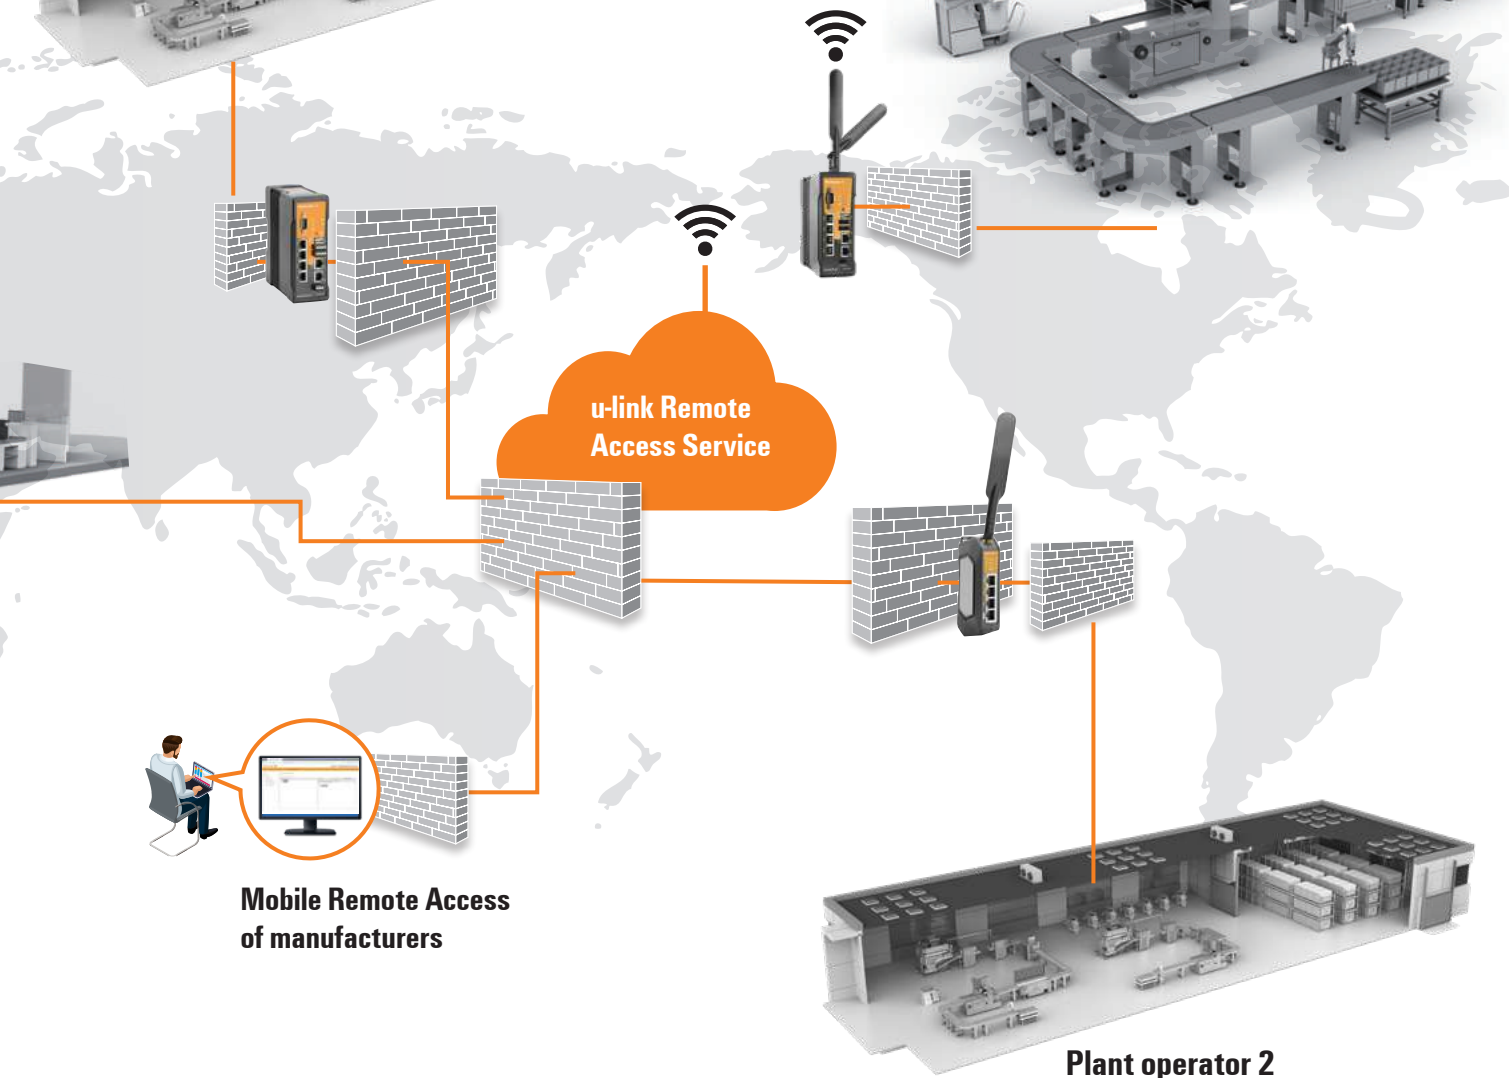 u-link Remote
Access Service
Mobile Remote Access
of manufacturers
Plant operator 2